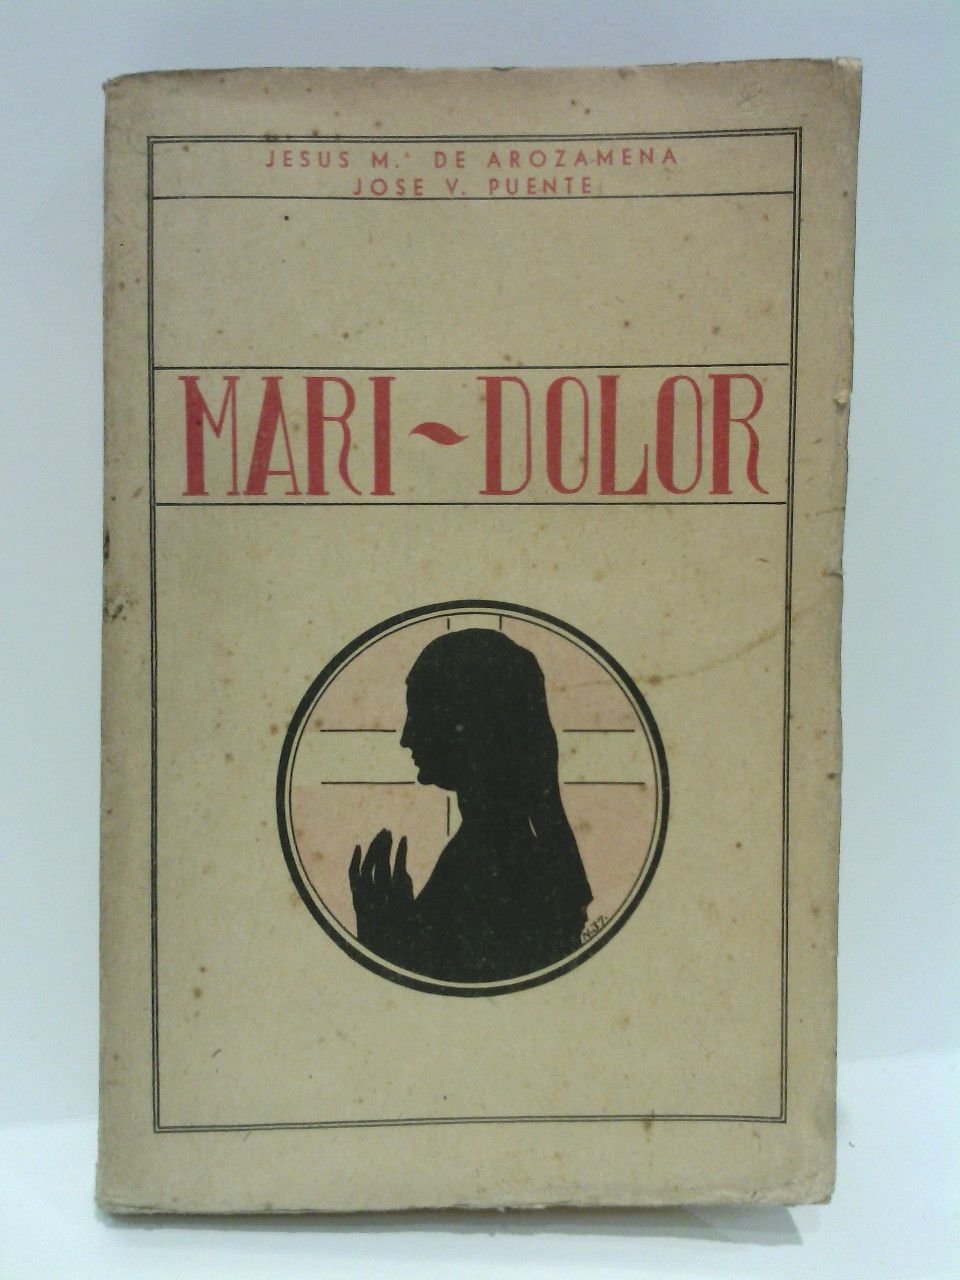 JESUS M.ª DE AROZAMENA
JOSE V. PUENTE
MARI~DOLOR